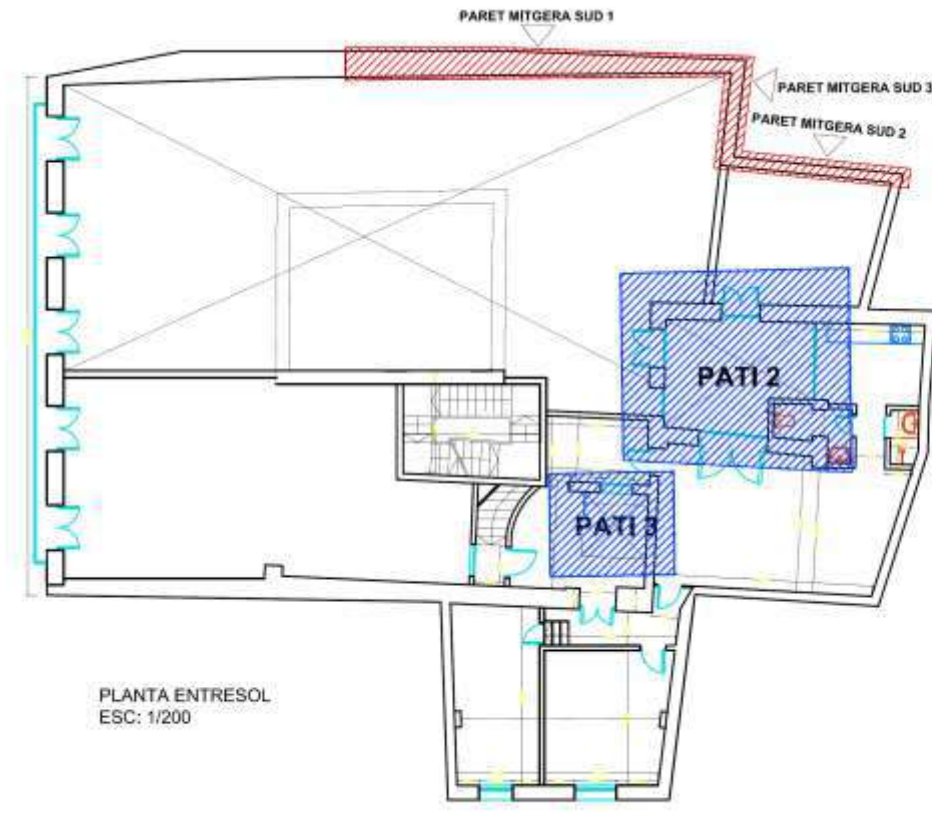 PARET MITGERA SUD 1
PARET MITGERA SUD 3
PARET MITGERA SUD 2
PATI 2
PATI 3
PLANTA ENTRESOL
ESC: 1/200